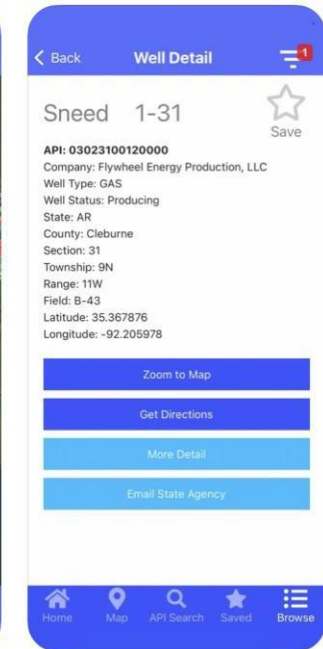 Back Well Detail 1
Sneed 1-31
Save
API: 03023100120000
Company: Flywheel Energy Production, LLC
Well Type: GAS
Well Status: Producing
State: AR
County: Cleburne
Section: 31
Township: 9N
Range: 11W
Field: B-43
Latitude: 35.367876
Longitude: -92.205978
Zoom to Map
Get Directions
More Detail
Email State Agency
Home Map API Search Saved Browse